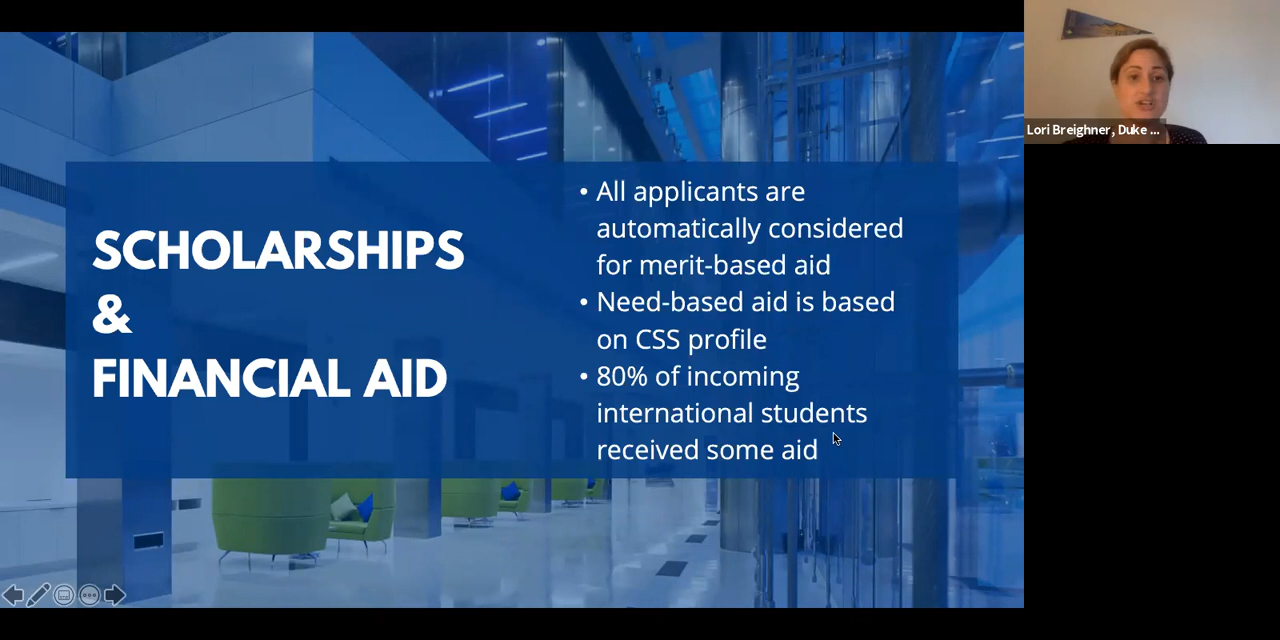 SCHOLARSHIPS
&
FINANCIAL AID
• All applicants are
automatically considered
for merit-based aid
• Need-based aid is based
on CSS profile
• 80% of incoming
international students
received some aid
Lori Breighner, Duke ...